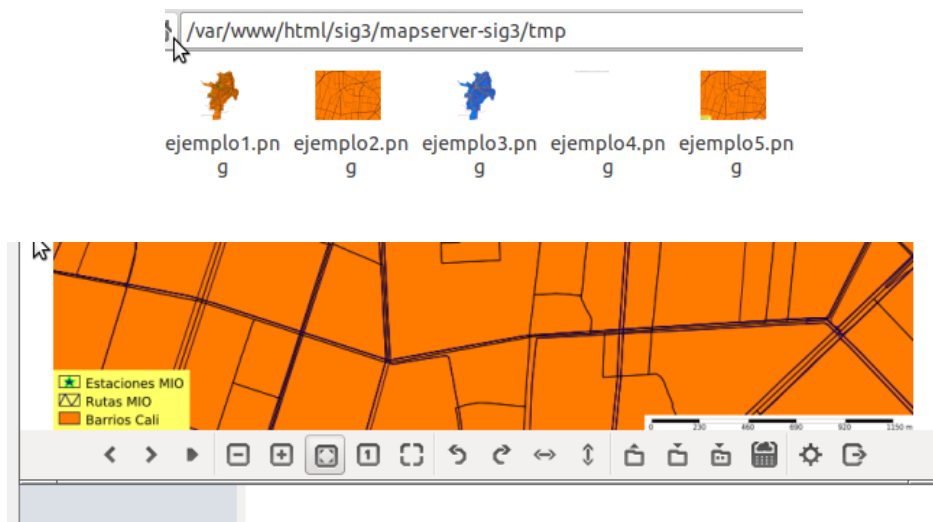 /var/www/html/sig3/mapserver-sig3/tmp
ejemplo1.pn
g
ejemplo2.pn
g
ejemplo3.pn
g
ejemplo4.pn
g
ejemplo5.pn
g
Estaciones MIO
Rutas MIO
Barrios Cali
0 230 460 690 920 1150 m
1